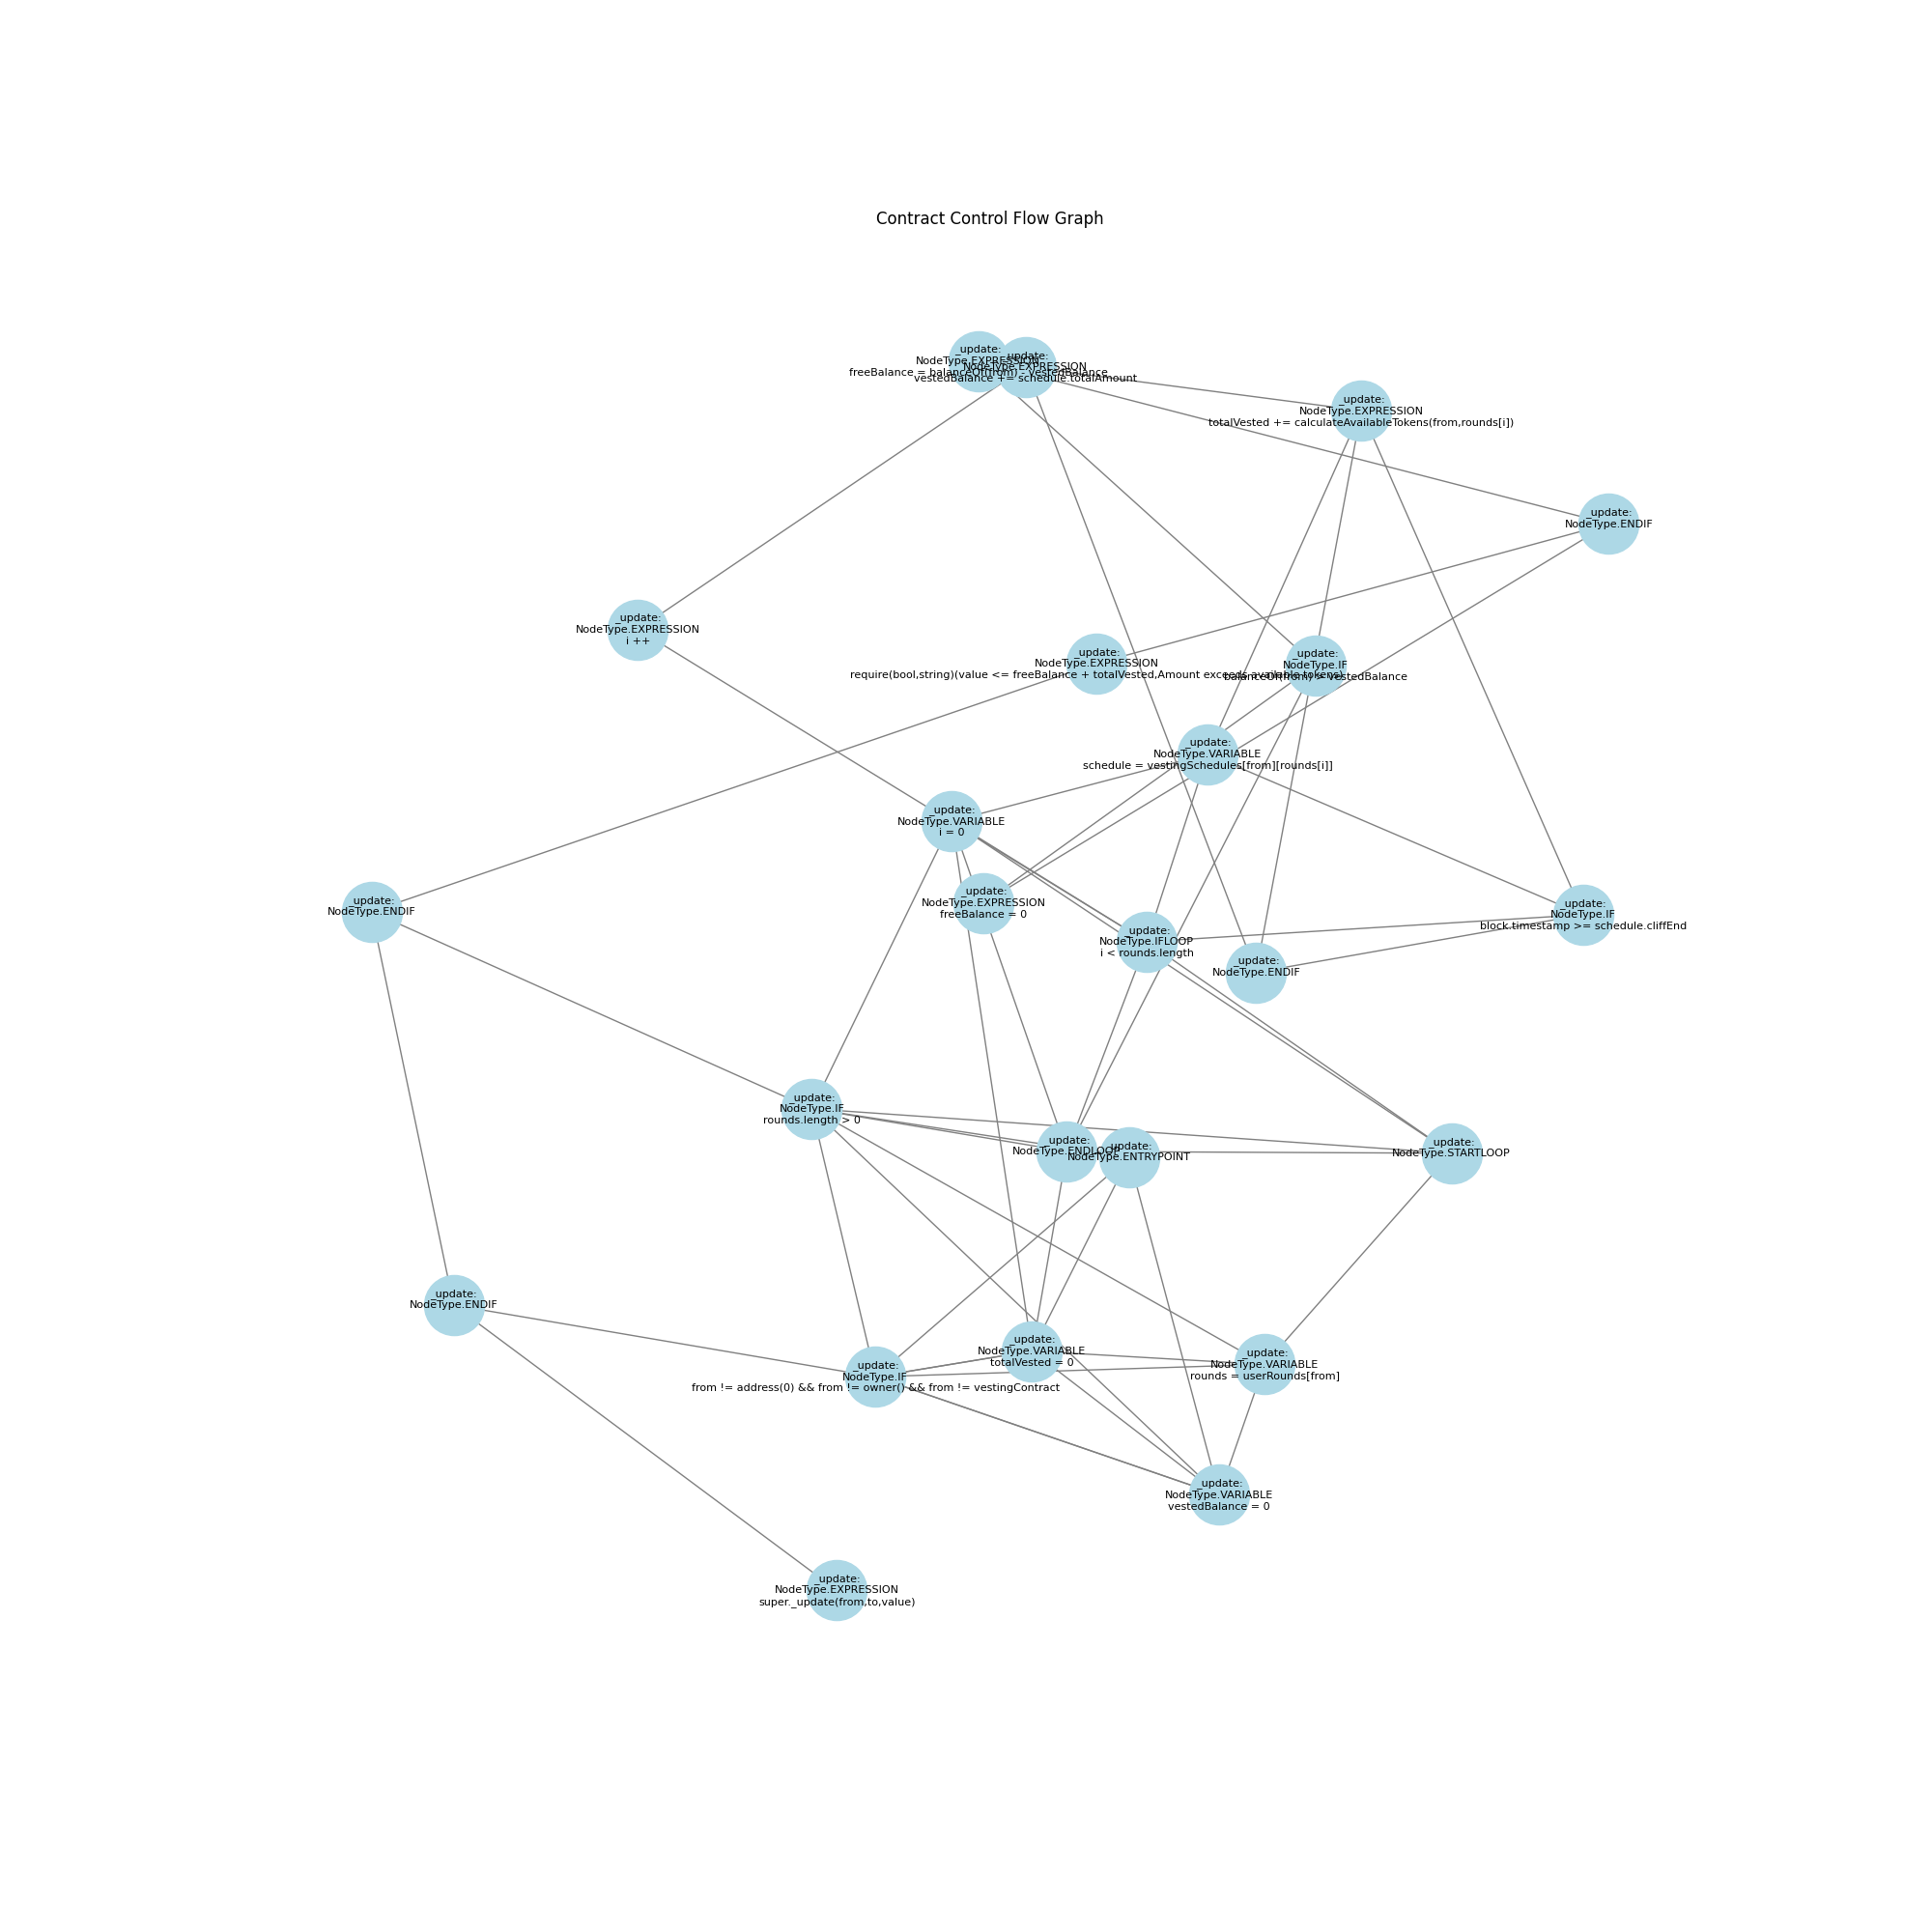 Contract Control Flow Graph
_update:
NodeType.EXPRESSION
freeBalance = balanceOf(from) - vestedBalance
_update:
NodeType.EXPRESSION
vestedBalance += schedule.totalAmount
_update:
NodeType.EXPRESSION
totalVested += calculateAvailableTokens(from,rounds[i])
_update:
NodeType.ENDIF
_update:
NodeType.EXPRESSION
i ++
_update:
NodeType.EXPRESSION
require(bool,string)(value <= freeBalance + totalVested,Amount exceeds available tokens)
_update:
NodeType.IF
balanceOf(from) > vestedBalance
_update:
NodeType.VARIABLE
schedule = vestingSchedules[from][rounds[i]]
_update:
NodeType.VARIABLE
i = 0
_update:
NodeType.EXPRESSION
freeBalance = 0
_update:
NodeType.ENDIF
_update:
NodeType.IFLOOP
i < rounds.length
_update:
NodeType.IF
block.timestamp >= schedule.cliffEnd
_update:
NodeType.ENDIF
_update:
NodeType.IF
rounds.length > 0
_update:
NodeType.ENDLOOP
_update:
NodeType.ENTRYPOINT
_update:
NodeType.STARTLOOP
_update:
NodeType.ENDIF
_update:
NodeType.IF
from != address(0) && from != owner() && from != vestingContract
_update:
NodeType.VARIABLE
totalVested = 0
_update:
NodeType.VARIABLE
rounds = userRounds[from]
_update:
NodeType.VARIABLE
vestedBalance = 0
_update:
NodeType.EXPRESSION
super._update(from,to,value)